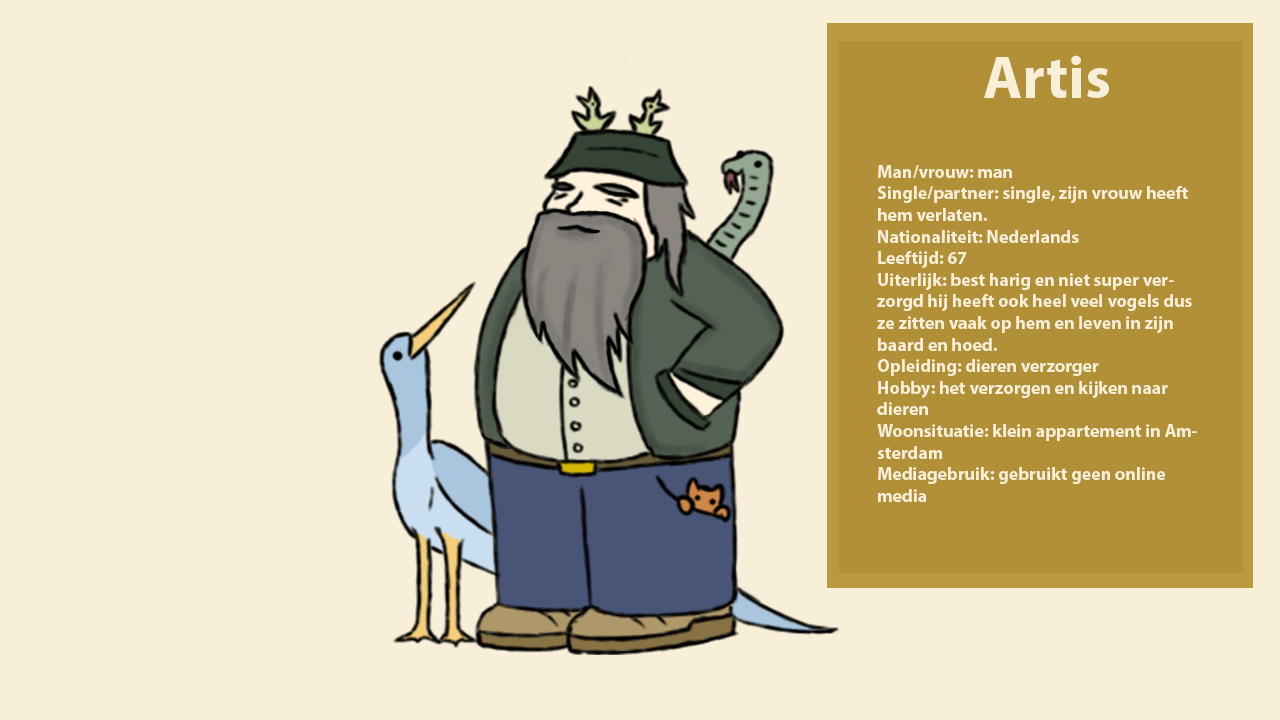 Artis
Man/vrouw: man
Single/partner: single, zijn vrouw heeft
hem verlaten.
Nationaliteit: Nederlands
Leeftijd: 67
Uiterlijk: best harig en niet super ver-
zorgd hij heeft ook heel veel vogels dus
ze zitten vaak op hem en leven in zijn
baard en hoed.
Opleiding: dieren verzorger
Hobby: het verzorgen en kijken naar
dieren
Woonsituatie: klein appartement in Am-
sterdam
Mediagebruik: gebruikt geen online
media